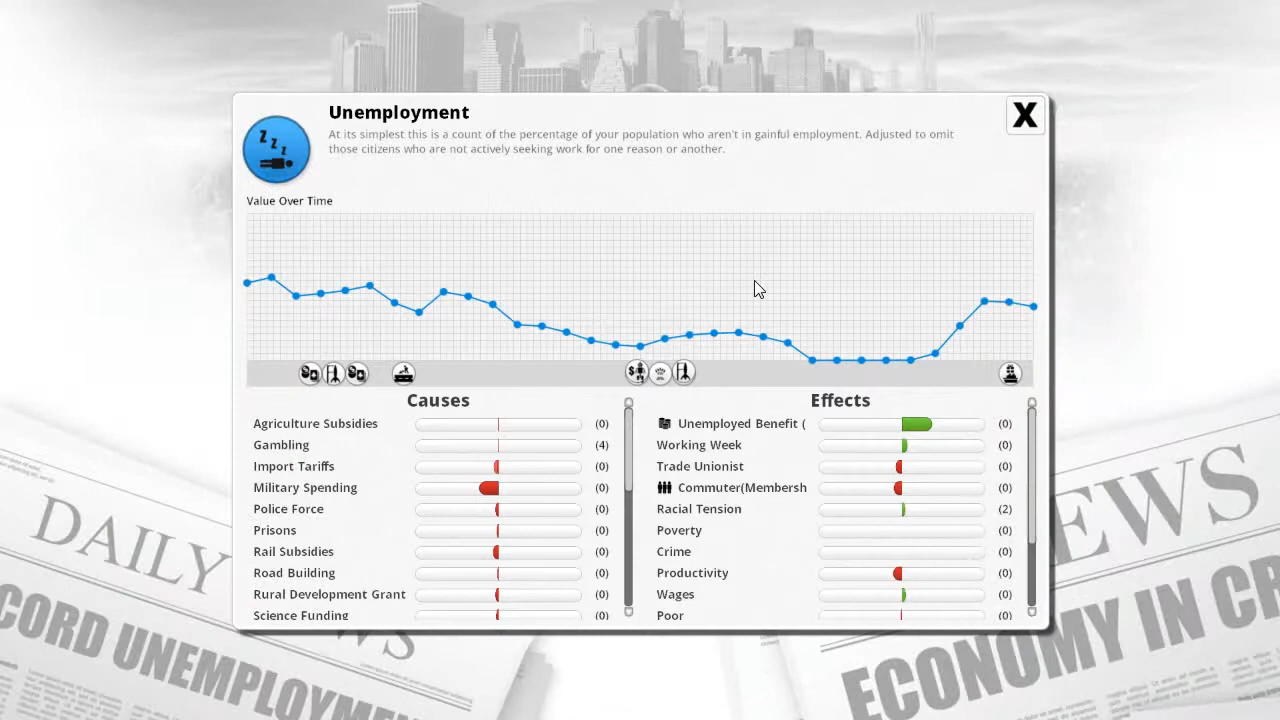 Unemployment
X
At its simplest this is a count of the percentage of your population who aren't in gainful employment. Adjusted to omit
those citizens who are not actively seeking work for one reason or another.
Value Over Time
Causes
Agriculture Subsidies (0)
Gambling (4)
Import Tariffs (0)
Military Spending (0)
Police Force (0)
Prisons (0)
Rail Subsidies (0)
Road Building (0)
Rural Development Grant (0)
Science Funding (0)
Effects
Unemployed Benefit ( (0)
Working Week (0)
Trade Unionist (0)
Commuter(Membersh (0)
Racial Tension (2)
Poverty (0)
Crime (0)
Productivity (0)
Wages (0)
Poor (0)
DAILY
WS
CORD UNEMPLOYM
EWS
ECONOMY IN CR